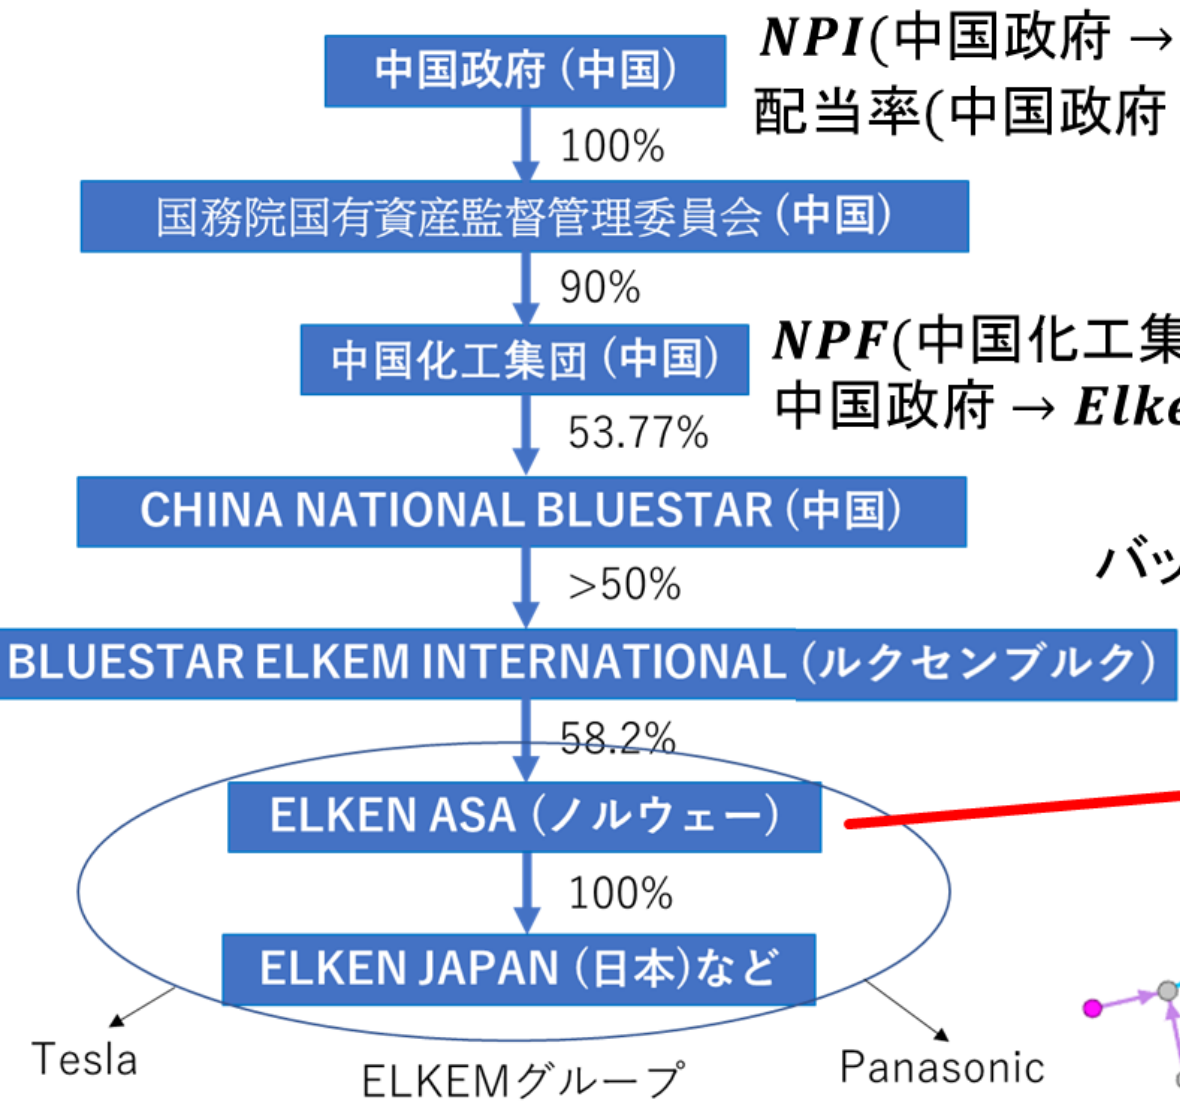 中国政府 (中国)
NPI(中国政府 →
配当率(中国政府
100%
国務院国有資産監督管理委員会 (中国)
90%
中国化工集団 (中国)
NPF(中国化工集
中国政府 → Elke
53.77%
CHINA NATIONAL BLUESTAR (中国)
バッ
>50%
BLUESTAR ELKEM INTERNATIONAL (ルクセンブルク)
58.2%
ELKEN ASA (ノルウェー)
100%
ELKEN JAPAN (日本)など
Tesla
ELKEMグループ
Panasonic